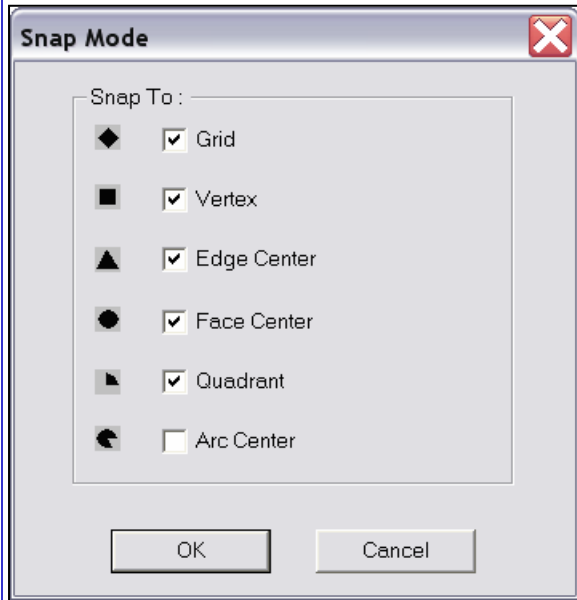 Snap Mode
Snap To :
Grid
Vertex
Edge Center
Face Center
Quadrant
Arc Center
OK Cancel